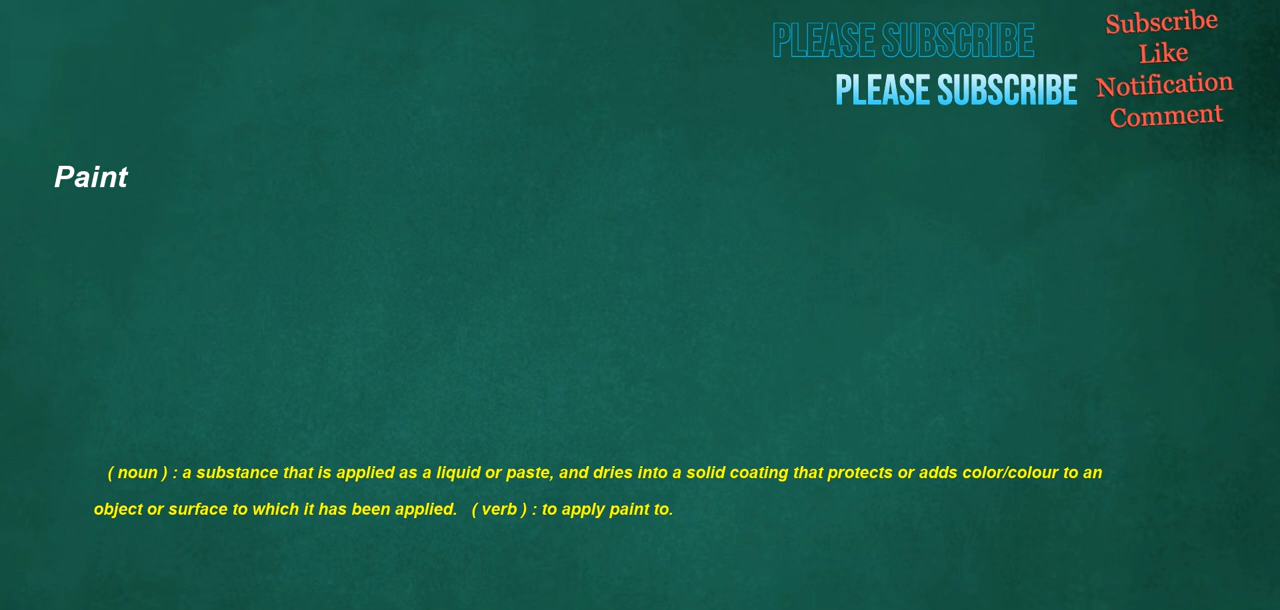 PLEASE SUBSCRIBE
PLEASE SUBSCRIBE
Subscribe
Like
Notification
Comment
Paint
( noun ) : a substance that is applied as a liquid or paste, and dries into a solid coating that protects or adds color/colour to an
object or surface to which it has been applied. ( verb ) : to apply paint to.